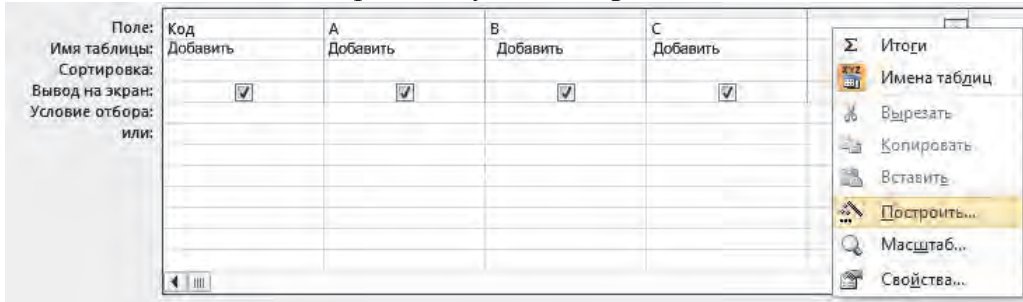 Поле: Код A B C
Имя таблицы: Добавить Добавить Добавить Добавить
Сортировка:
Вывод на экран:
Условие отбора:
или:
Итоги
Имена таблиц
Вырезать
Копировать
Вставить
Построить...
Масштаб...
Свойства...